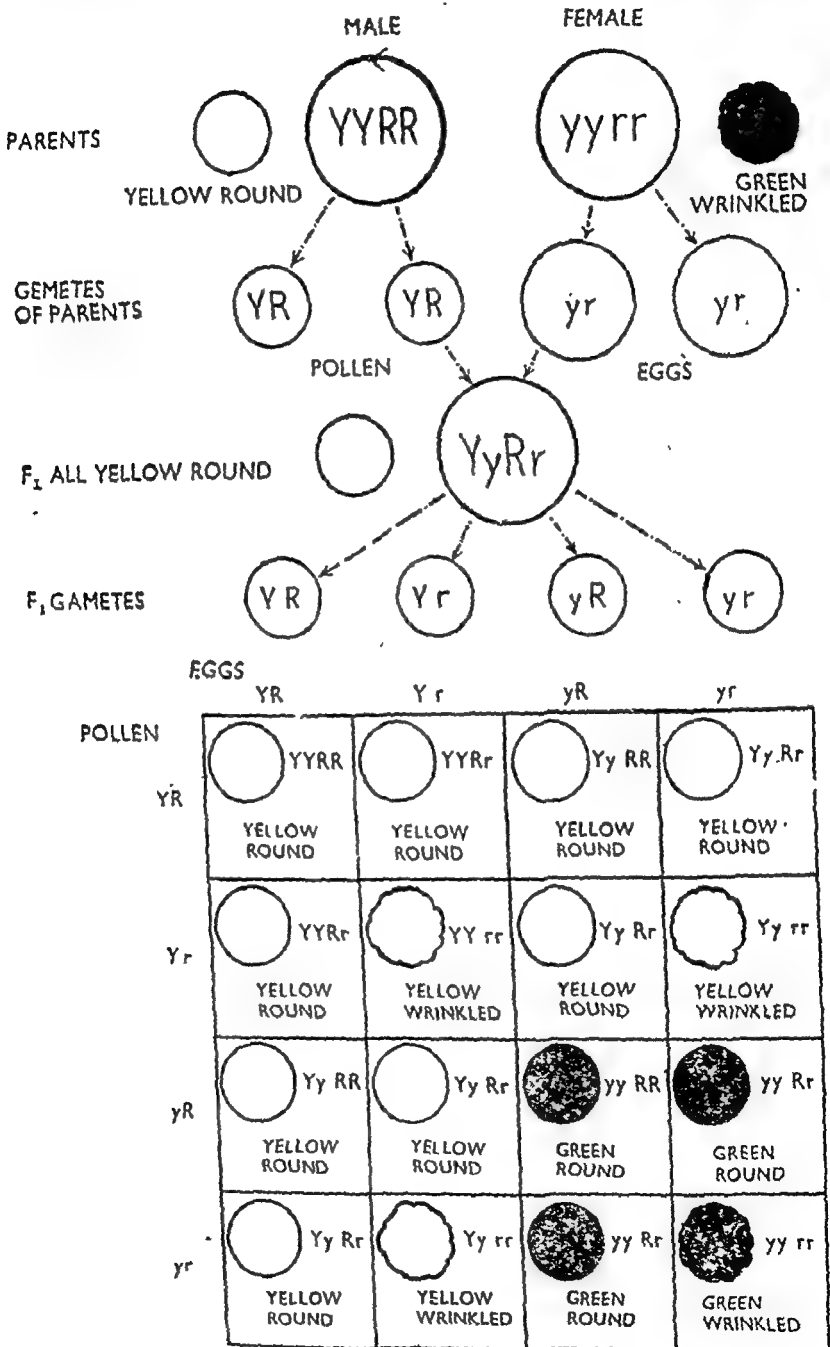 MALE
FEMALE
PARENTS
YYRR
yyrr
YELLOW ROUND
GREEN
WRINKLED
GEMETES
OF PARENTS
YR
YR
yr
yr
POLLEN
EGGS
F₁ ALL YELLOW ROUND
YyRr
F₁ GAMETES
YR
Yr
yR
yr
EGGS
YR
Yr
yR
yr
POLLEN
YR
YYRR
YELLOW
ROUND
YYRr
YELLOW
ROUND
Yy RR
YELLOW
ROUND
Yy Rr
YELLOW
ROUND
Yr
YYRr
YELLOW
ROUND
YY rr
YELLOW
WRINKLED
Yy Rr
YELLOW
ROUND
Yy rr
YELLOW
WRINKLED
yR
Yy RR
YELLOW
ROUND
Yy Rr
YELLOW
ROUND
yy RR
GREEN
ROUND
yy Rr
GREEN
ROUND
yr
Yy Rr
YELLOW
ROUND
Yy rr
YELLOW
WRINKLED
yy Rr
GREEN
ROUND
yy rr
GREEN
WRINKLED